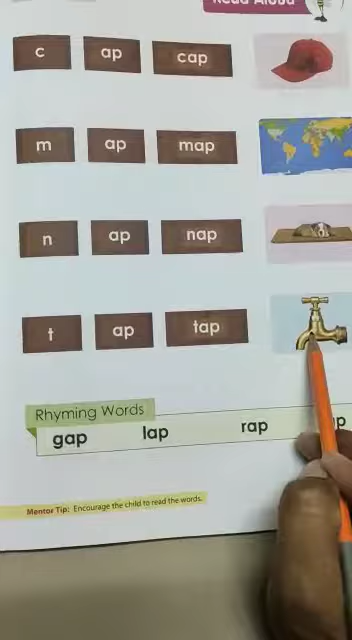 Read Aloud
c ap cap
m ap map
n ap nap
t ap tap
Rhyming Words
gap lap rap
Mentor Tip: Encourage the child to read the words.